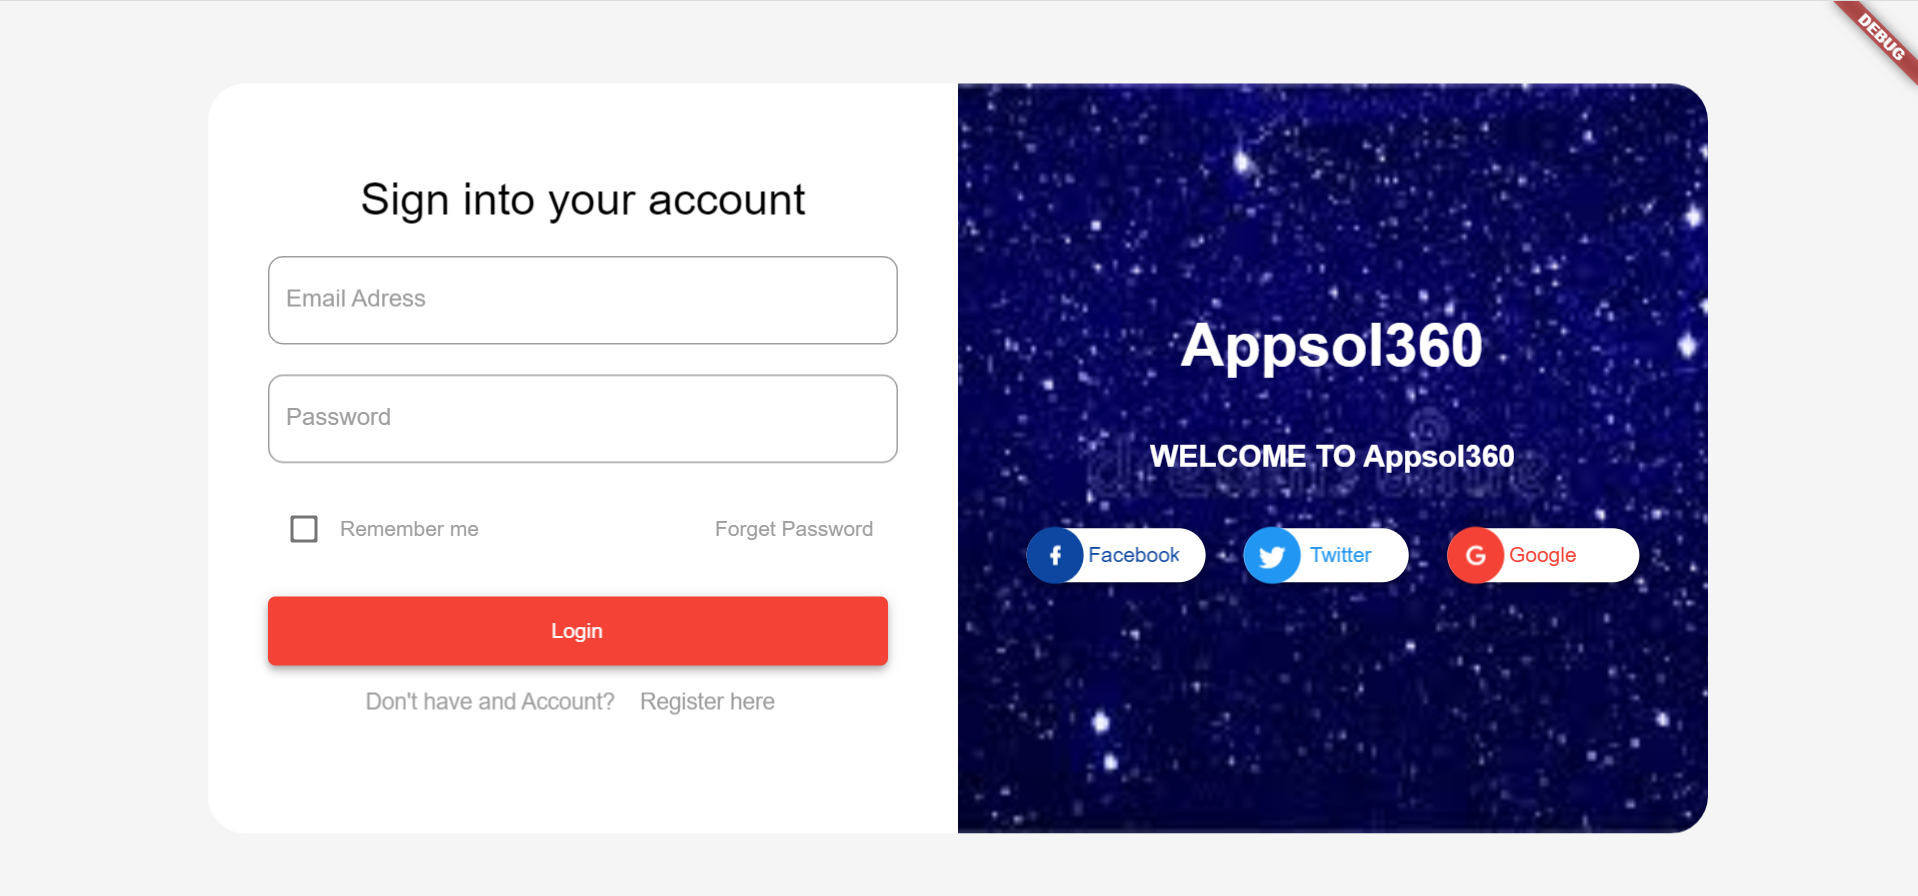 DEBUG
Sign into your account
Email Adress
Password
Remember me
Forget Password
Login
Don't have and Account? Register here
Appsol360
WELCOME TO Appsol360
dreamstime
Facebook
Twitter
Google